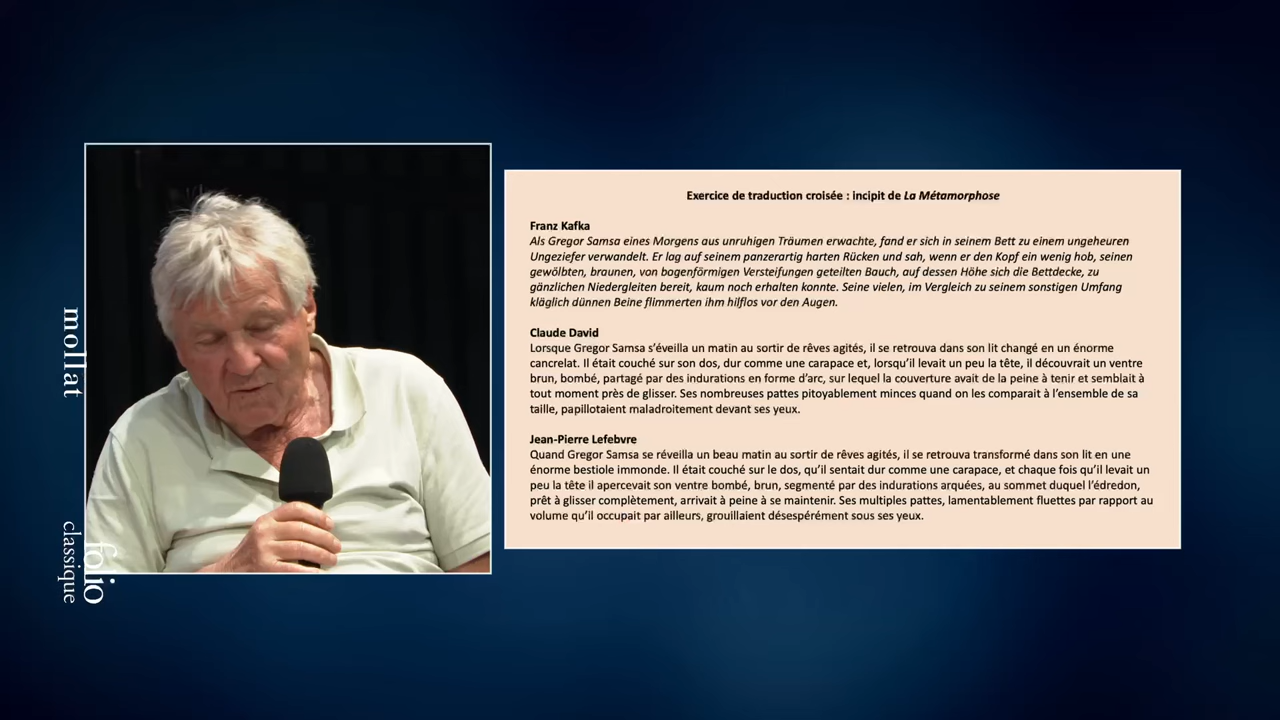 mollat
folio
classique
Exercice de traduction croisée : incipit de La Métamorphose
Franz Kafka
Als Gregor Samsa eines Morgens aus unruhigen Träumen erwachte, fand er sich in seinem Bett zu einem ungeheuren
Ungeziefer verwandelt. Er lag auf seinem panzerartig harten Rücken und sah, wenn er den Kopf ein wenig hob, seinen
gewölbten, braunen, von bogenförmigen Versteifungen geteilten Bauch, auf dessen Höhe sich die Bettdecke, zu
gänzlichen Niedergleiten bereit, kaum noch erhalten konnte. Seine vielen, im Vergleich zu seinem sonstigen Umfang
kläglich dünnen Beine flimmerten ihm hilflos vor den Augen.
Claude David
Lorsque Gregor Samsa s'éveilla un matin au sortir de rêves agités, il se retrouva dans son lit changé en un énorme
cancrelat. Il était couché sur son dos, dur comme une carapace et, lorsqu'il levait un peu la tête, il découvrait un ventre
brun, bombé, partagé par des indurations en forme d'arc, sur lequel la couverture avait de la peine à tenir et semblait à
tout moment près de glisser. Ses nombreuses pattes pitoyablement minces quand on les comparait à l'ensemble de sa
taille, papillotaient maladroitement devant ses yeux.
Jean-Pierre Lefebvre
Quand Gregor Samsa se réveilla un beau matin au sortir de rêves agités, il se retrouva transformé dans son lit en une
énorme bestiole immonde. Il était couché sur le dos, qu'il sentait dur comme une carapace, et chaque fois qu'il levait un
peu la tête il apercevait son ventre bombé, brun, segmenté par des indurations arquées, au sommet duquel l'édredon,
prêt à glisser complètement, arrivait à peine à se maintenir. Ses multiples pattes, lamentablement fluettes par rapport au
volume qu'il occupait par ailleurs, grouillaient désespérément sous ses yeux.